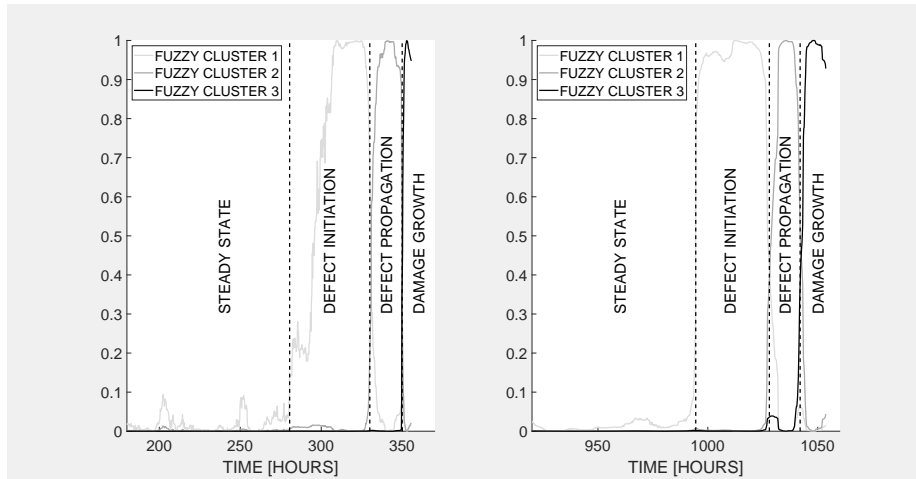 1
0.9
0.8
0.7
0.6
0.5
0.4
0.3
0.2
0.1
0
FUZZY CLUSTER 1
FUZZY CLUSTER 2
FUZZY CLUSTER 3
STEADY STATE
DEFECT INITIATION
DEFECT PROPAGATION
DAMAGE GROWTH
200 250 300 350
TIME [HOURS]
1
0.9
0.8
0.7
0.6
0.5
0.4
0.3
0.2
0.1
0
FUZZY CLUSTER 1
FUZZY CLUSTER 2
FUZZY CLUSTER 3
STEADY STATE
DEFECT INITIATION
DEFECT PROPAGATION
DAMAGE GROWTH
950 1000 1050
TIME [HOURS]